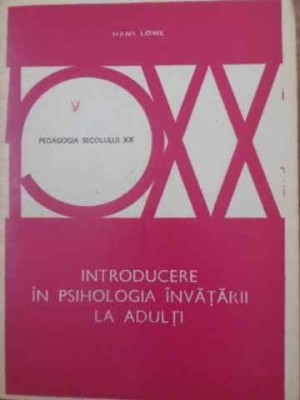 HANS LÖWE
PEDAGOGIA SECOLULUI XX
INTRODUCERE
ÎN PSIHOLOGIA ÎNVĂȚĂRII
LA ADULȚI